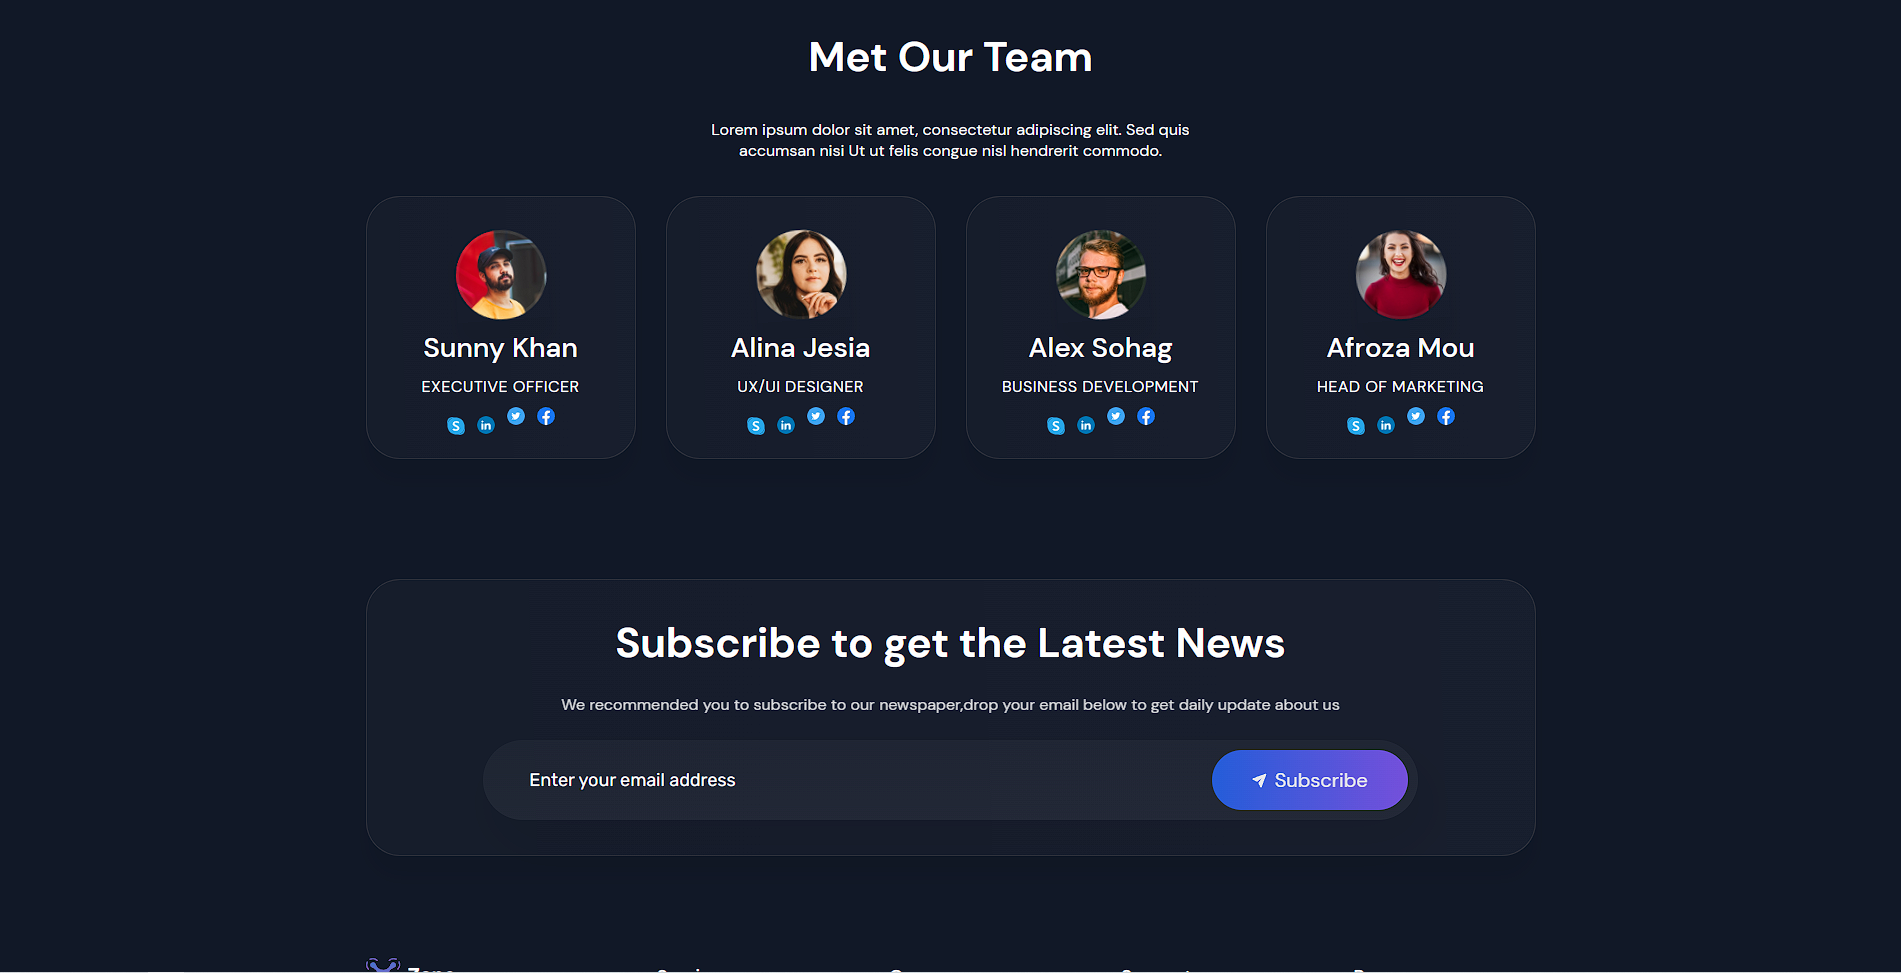 Met Our Team
Lorem ipsum dolor sit amet, consectetur adipiscing elit. Sed quis
accumsan nisi Ut ut felis congue nisl hendrerit commodo.
Sunny Khan
EXECUTIVE OFFICER
Alina Jesia
UX/UI DESIGNER
Alex Sohag
BUSINESS DEVELOPMENT
Afroza Mou
HEAD OF MARKETING
Subscribe to get the Latest News
We recommended you to subscribe to our newspaper,drop your email below to get daily update about us
Enter your email address
Subscribe